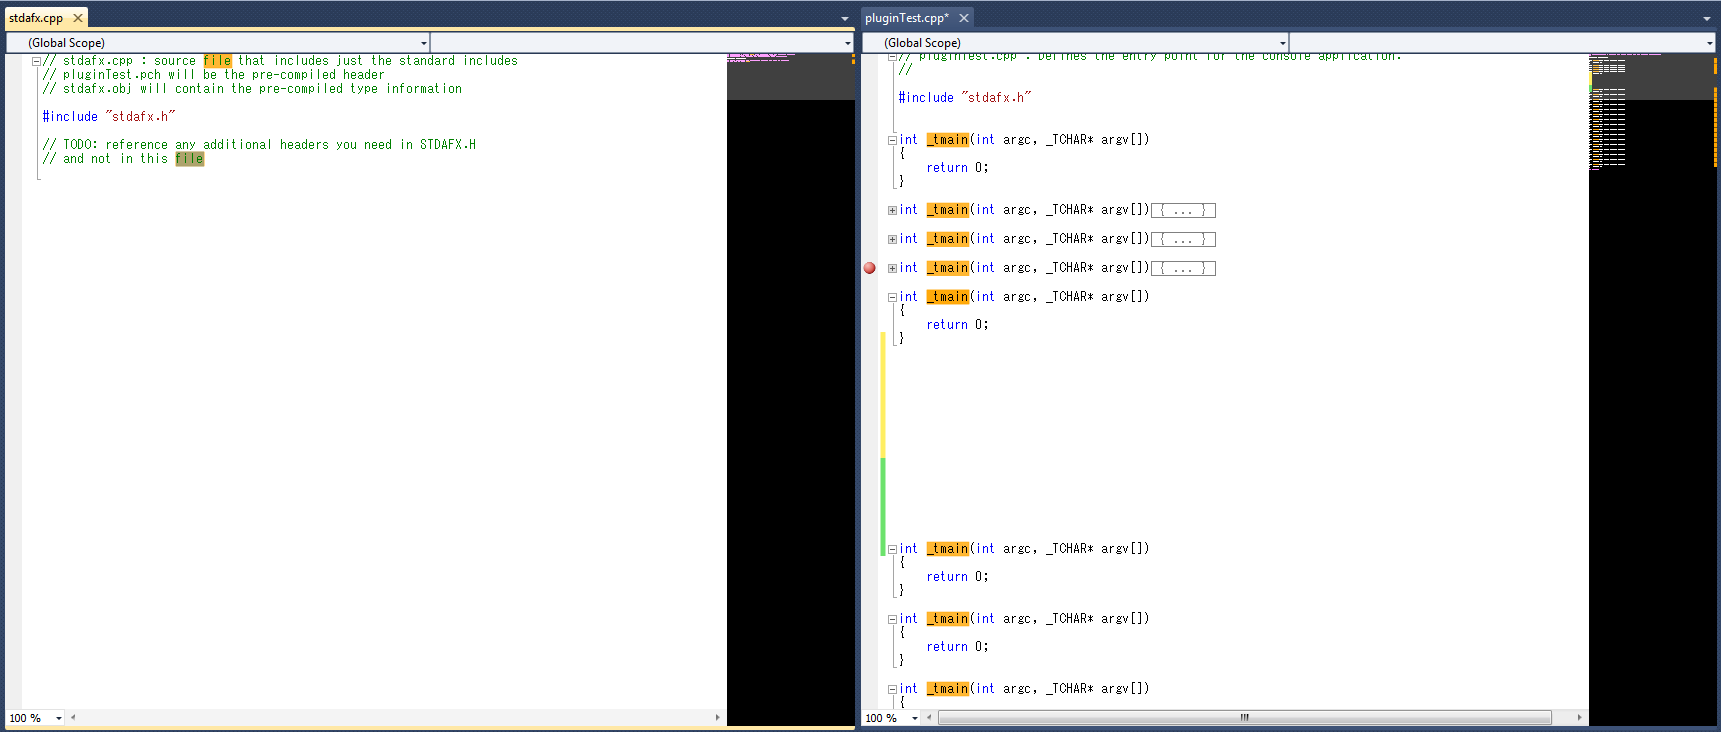 stdafx.cpp
(Global Scope)
// stdafx.cpp : source file that includes just the standard includes
// pluginTest.pch will be the pre-compiled header
// stdafx.obj will contain the pre-compiled type information
#include "stdafx.h"
// TODO: reference any additional headers you need in STDAFX.H
// and not in this file
100 %
pluginTest.cpp*
(Global Scope)
// pluginTest.cpp : Defines the entry point for the console application.
//
#include "stdafx.h"
int _tmain(int argc, _TCHAR* argv[])
{
return 0;
}
int _tmain(int argc, _TCHAR* argv[]){ ... }
int _tmain(int argc, _TCHAR* argv[]){ ... }
int _tmain(int argc, _TCHAR* argv[]){ ... }
int _tmain(int argc, _TCHAR* argv[])
{
return 0;
}
int _tmain(int argc, _TCHAR* argv[])
{
return 0;
}
int _tmain(int argc, _TCHAR* argv[])
{
return 0;
}
int _tmain(int argc, _TCHAR* argv[])
{
100 %